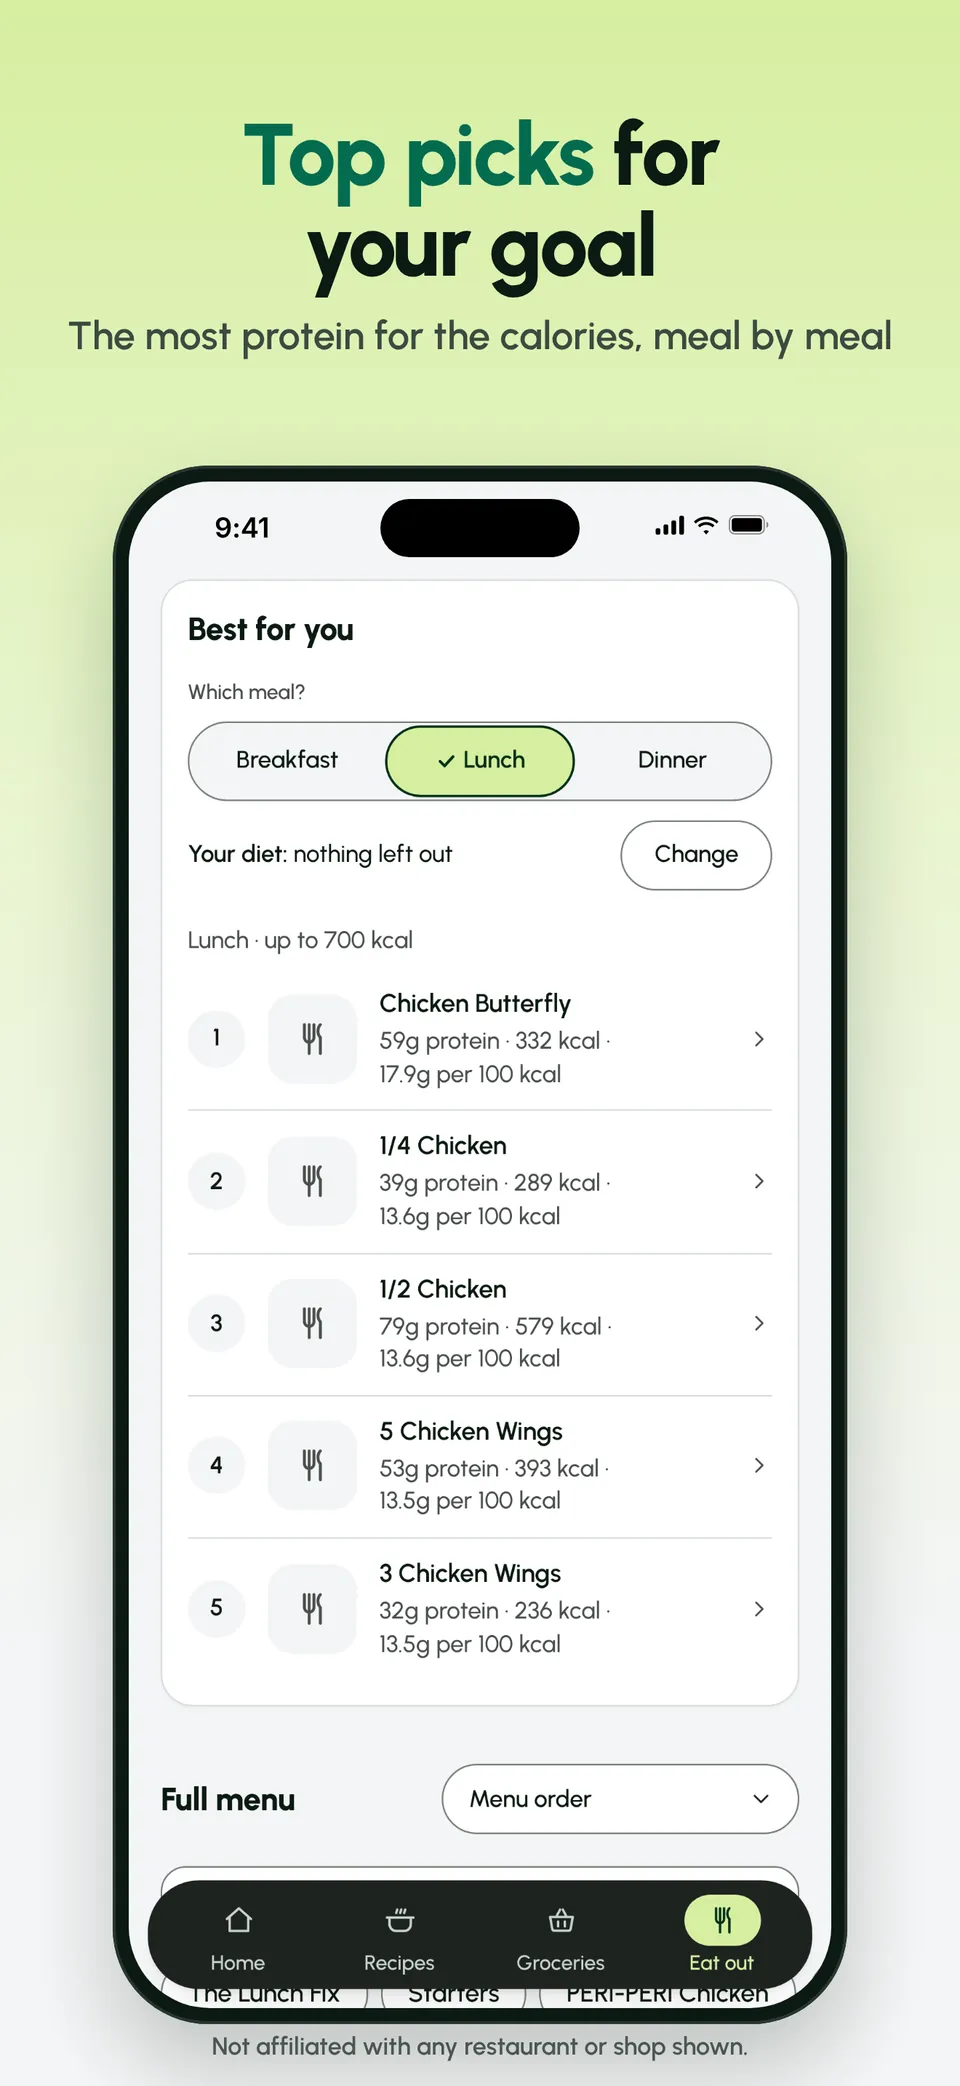 Top picks for
your goal
The most protein for the calories, meal by meal
9:41
Best for you
Which meal?
Breakfast
Lunch
Dinner
Your diet: nothing left out
Change
Lunch · up to 700 kcal
1
Chicken Butterfly
59g protein · 332 kcal ·
17.9g per 100 kcal
2
1/4 Chicken
39g protein · 289 kcal ·
13.6g per 100 kcal
3
1/2 Chicken
79g protein · 579 kcal ·
13.6g per 100 kcal
4
5 Chicken Wings
53g protein · 393 kcal ·
13.5g per 100 kcal
5
3 Chicken Wings
32g protein · 236 kcal ·
13.5g per 100 kcal
Full menu
Menu order
Home
Recipes
Groceries
Eat out
The Lunch Fix
Starters
PERi-PERi Chicken
Not affiliated with any restaurant or shop shown.